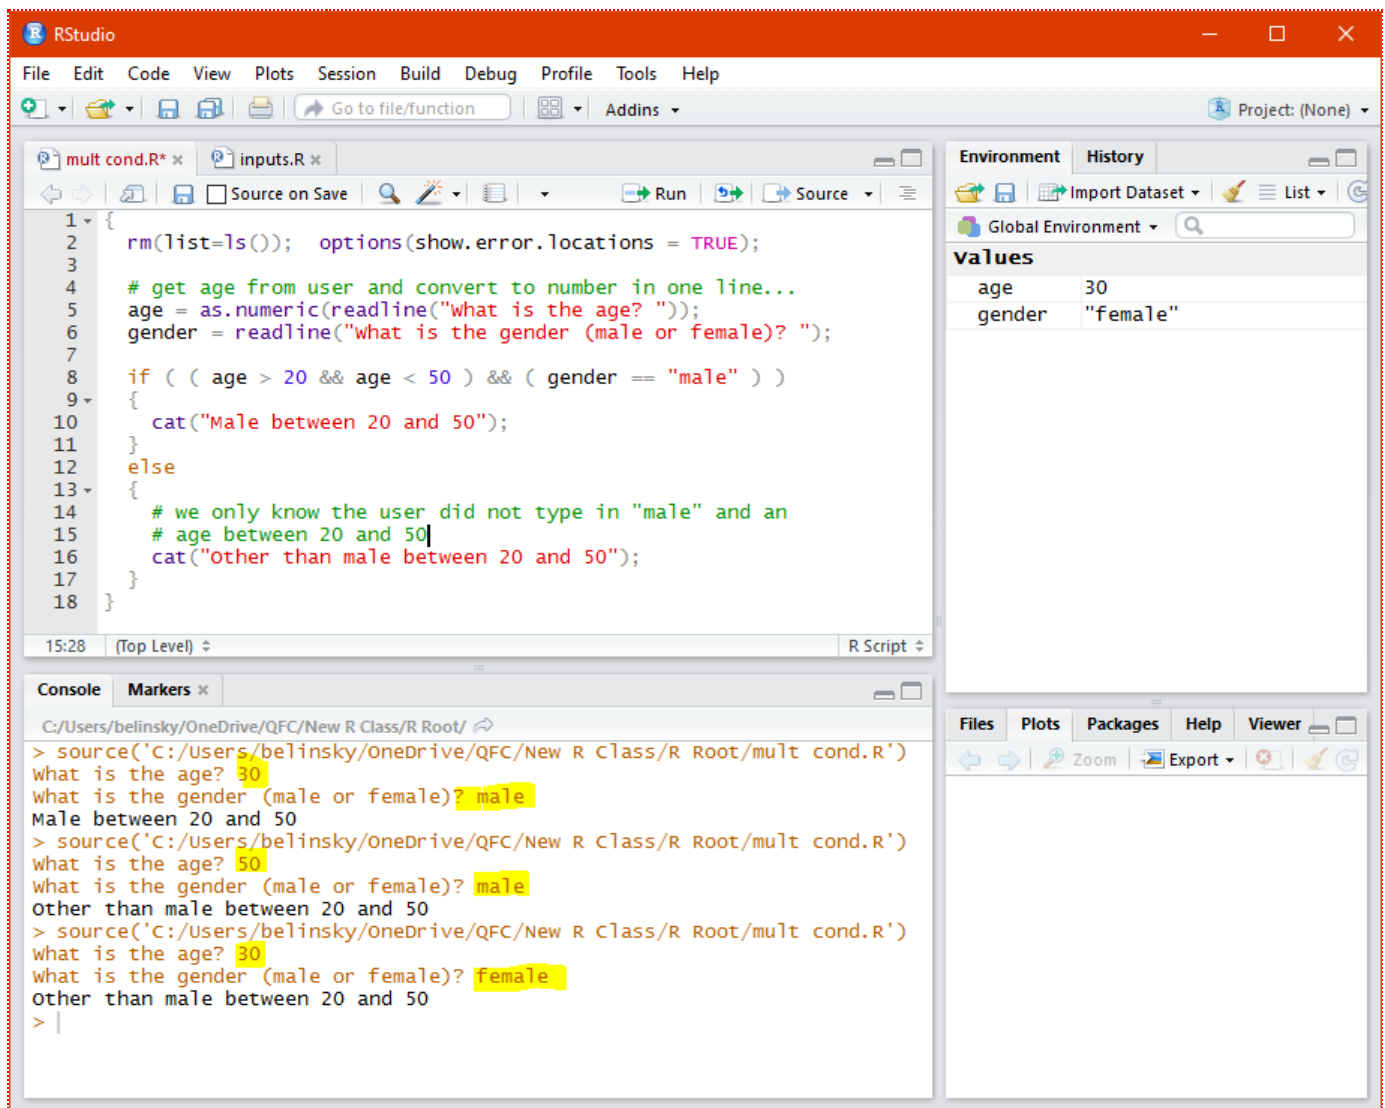 RStudio
File Edit Code View Plots Session Build Debug Profile Tools Help
Go to file/function Addins Project: (None)
mult cond.R* inputs.R
Source on Save Run Source
1 {
2 rm(list=ls()); options(show.error.locations = TRUE);
3
4 # get age from user and convert to number in one line...
5 age = as.numeric(readline("What is the age? "));
6 gender = readline("What is the gender (male or female)? ");
7
8 if ( ( age > 20 && age < 50 ) && ( gender == "male" ) )
9 {
10 cat("Male between 20 and 50");
11 }
12 else
13 {
14 # we only know the user did not type in "male" and an
15 # age between 20 and 50
16 cat("Other than male between 20 and 50");
17 }
18 }
15:28 (Top Level) R Script
Console Markers
C:/Users/belinsky/OneDrive/QFC/New R Class/R Root/
> source('C:/Users/belinsky/OneDrive/QFC/New R Class/R Root/mult cond.R')
What is the age? 30
What is the gender (male or female)? male
Male between 20 and 50
> source('C:/Users/belinsky/OneDrive/QFC/New R Class/R Root/mult cond.R')
What is the age? 50
What is the gender (male or female)? male
Other than male between 20 and 50
> source('C:/Users/belinsky/OneDrive/QFC/New R Class/R Root/mult cond.R')
What is the age? 30
What is the gender (male or female)? female
Other than male between 20 and 50
>
Environment History
Import Dataset List
Global Environment
Values
age 30
gender "female"
Files Plots Packages Help Viewer
Zoom Export